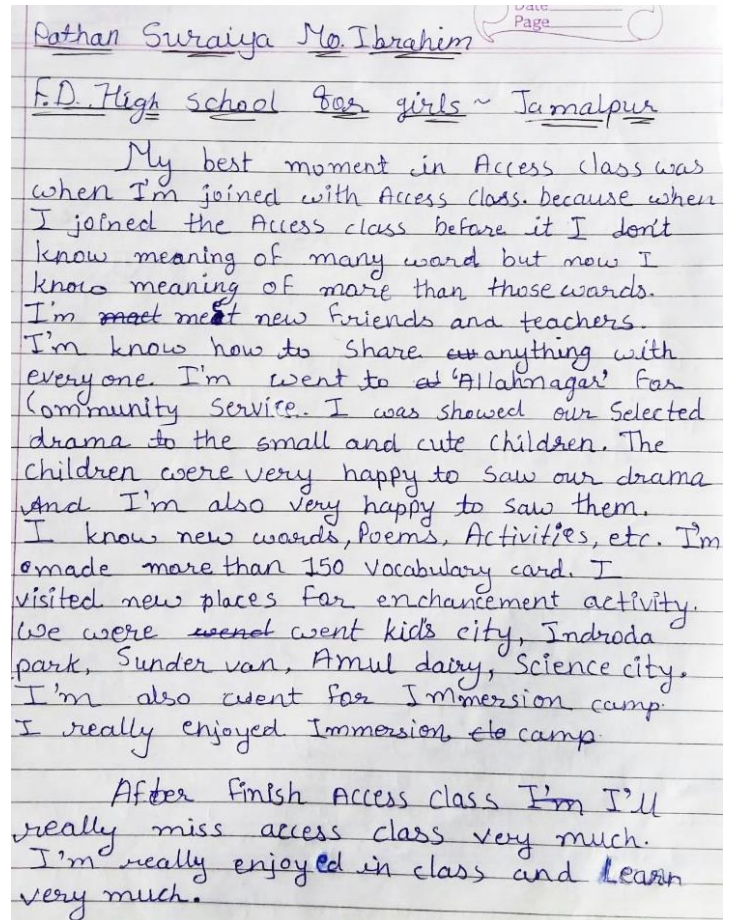 Date
Page
Pathan Suraiya Mo. Ibrahim
F.D. High school for girls ~ Jamalpur
My best moment in Access class was
when I'm joined with Access class. because when
I joined the Access class before it I don't
know meaning of many word but now I
know meaning of more than those words.
I'm meet new friends and teachers.
I'm know how to share anything with
everyone. I'm went to 'Allahnagar' for
Community Service. I was showed our Selected
drama to the small and cute children. The
children were very happy to saw our drama
And I'm also very happy to saw them.
I know new words, Poems, Activities, etc. I'm
made more than 150 vocabulary card. I
visited new places for enchancement activity.
We were went kid's city, Indroda
park, Sunder van, Amul dairy, Science city.
I'm also went for Immersion camp.
I really enjoyed Immersion camp.
After finish Access class I'm I'll
really miss access class very much.
I'm really enjoyed in class and Learn
very much.